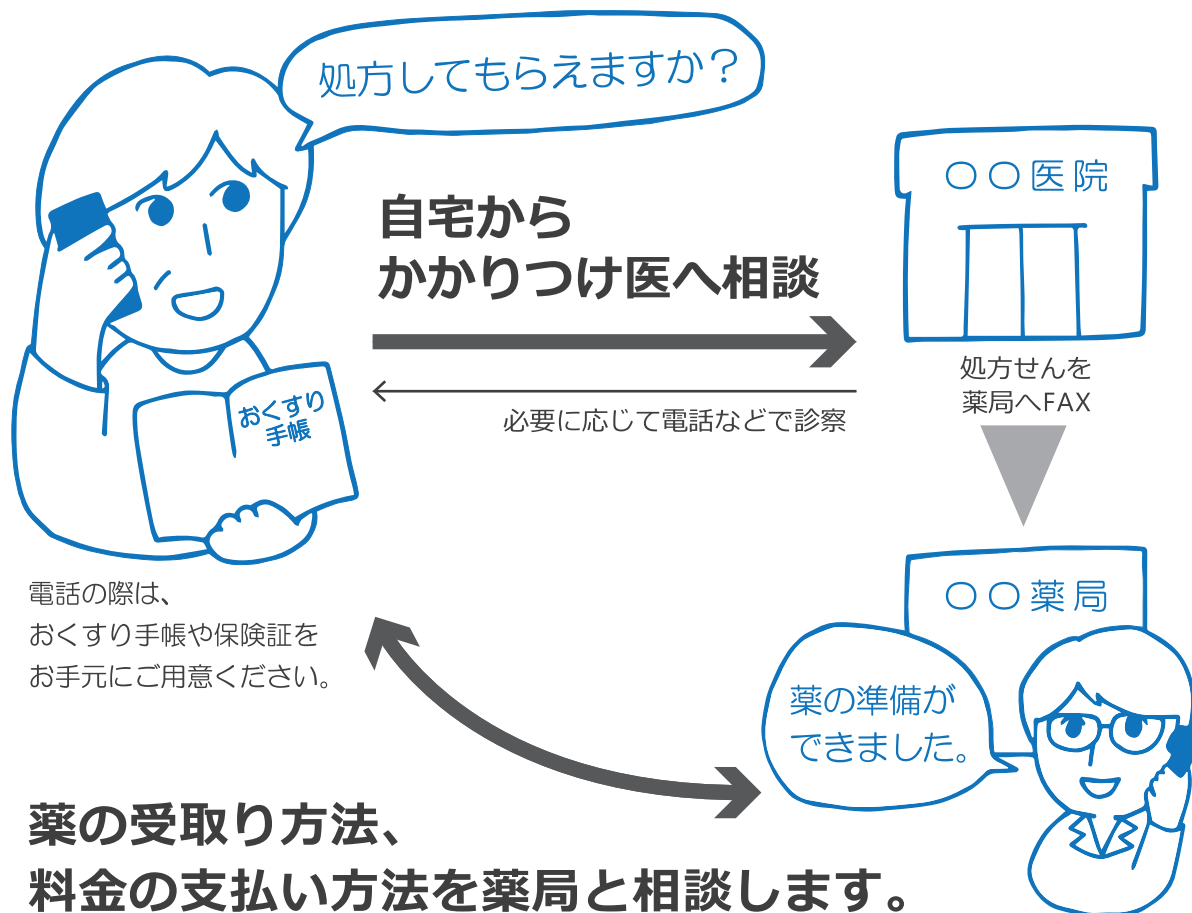 処方してもらえますか？
自宅から
かかりつけ医へ相談
〇〇医院
必要に応じて電話などで診察
処方せんを
薬局へFAX
おくすり
手帳
電話の際は、
おくすり手帳や保険証を
お手元にご用意ください。
〇〇薬局
薬の準備が
できました。
薬の受取り方法、
料金の支払い方法を薬局と相談します。